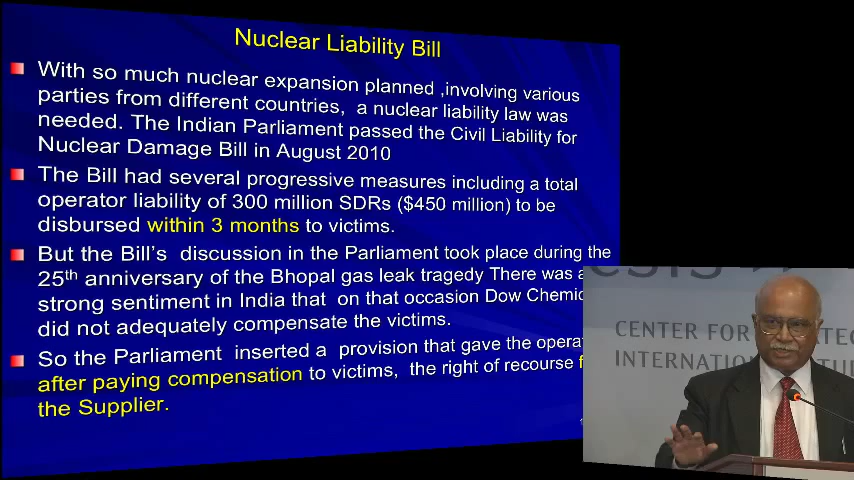 Nuclear Liability Bill
With so much nuclear expansion planned ,involving various
parties from different countries, a nuclear liability law was
needed. The Indian Parliament passed the Civil Liability for
Nuclear Damage Bill in August 2010
The Bill had several progressive measures including a total
operator liability of 300 million SDRs ($450 million) to be
disbursed within 3 months to victims.
But the Bill's discussion in the Parliament took place during the
25th anniversary of the Bhopal gas leak tragedy There was a
strong sentiment in India that on that occasion Dow Chemic
did not adequately compensate the victims.
So the Parliament inserted a provision that gave the operat
after paying compensation to victims, the right of recourse f
the Supplier.
CSIS
CENTER FOR TEC
INTERNATIONAL TU